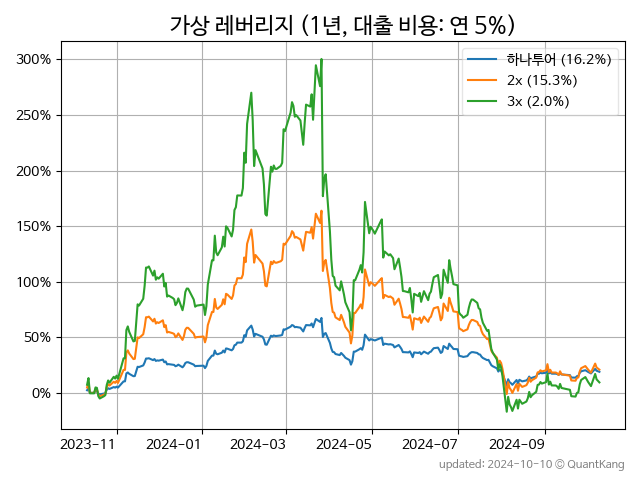 가상 레버리지 (1년, 대출 비용: 연 5%)
하나투어 (16.2%)
2x (15.3%)
3x (2.0%)
300%
250%
200%
150%
100%
50%
0%
2023-11
2024-01
2024-03
2024-05
2024-07
2024-09
updated: 2024-10-10 © QuantKang